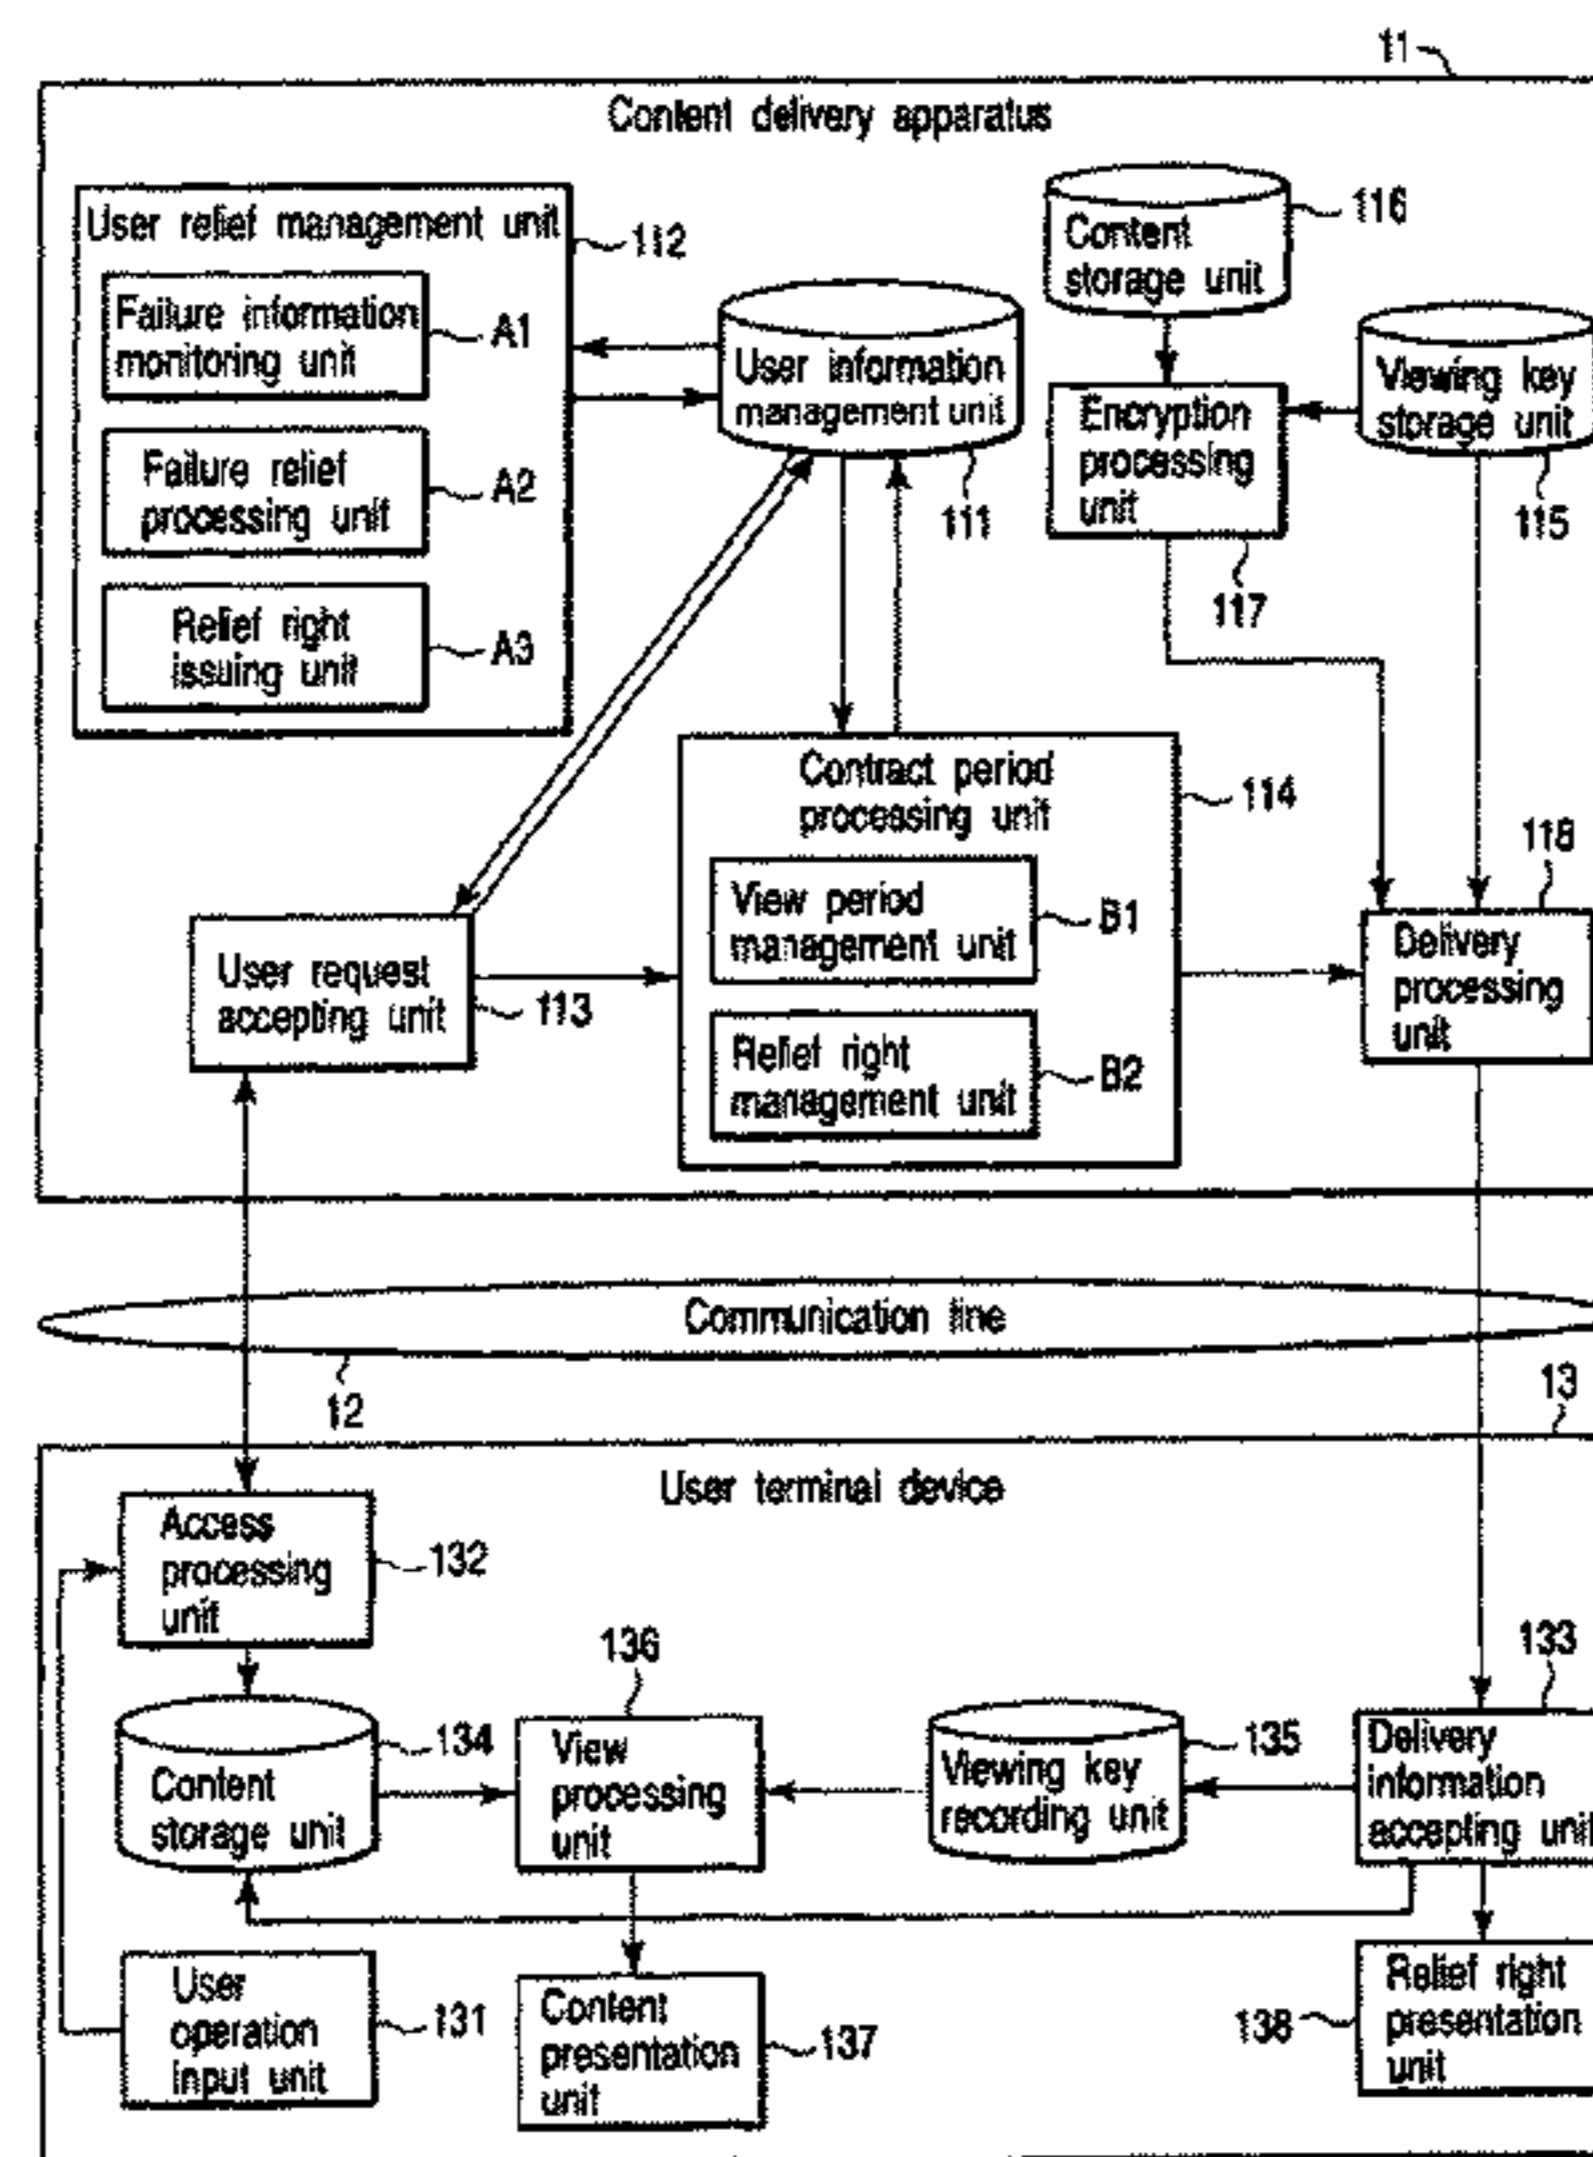 11
Content delivery apparatus
User relief management unit
112
Failure information
monitoring unit
A1
Failure relief
processing unit
A2
Relief right
issuing unit
A3
User information
management unit
111
Content
storage unit
116
Encryption
processing
unit
117
Viewing key
storage unit
115
Contract period
processing unit
114
View period
management unit
B1
Relief right
management unit
B2
User request
accepting unit
113
118
Delivery
processing
unit
Communication line
12
13
User terminal device
Access
processing
unit
132
Content
storage unit
134
136
View
processing
unit
Viewing key
recording unit
135
133
Delivery
information
accepting unit
User
operation
input unit
131
Content
presentation
unit
137
138
Relief right
presentation
unit